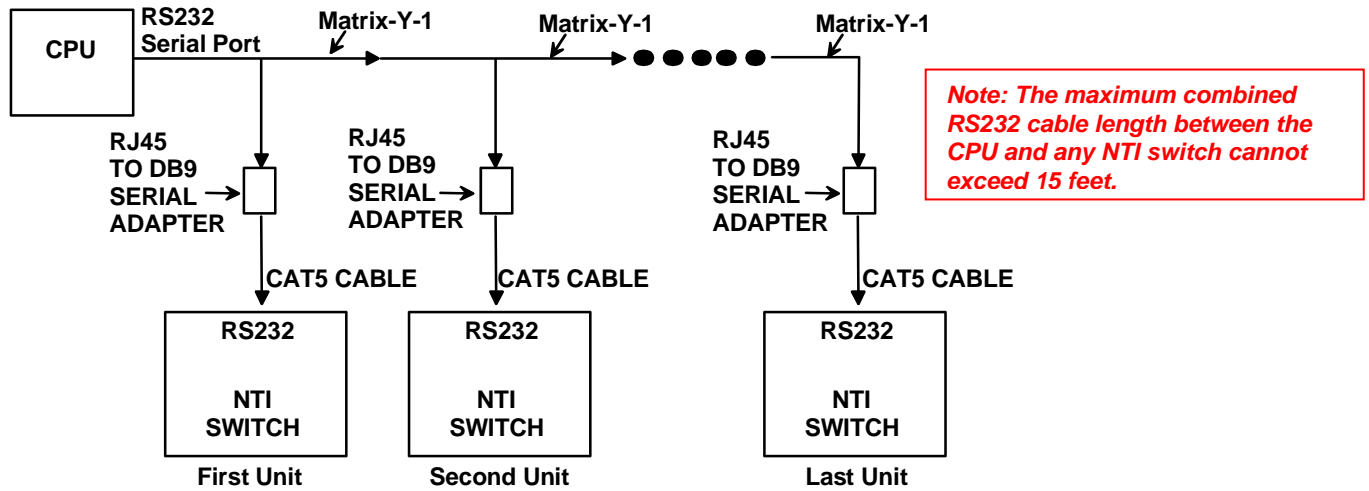 RS232
Serial Port
CPU
Matrix-Y-1
Matrix-Y-1
Matrix-Y-1
Note: The maximum combined
RS232 cable length between the
CPU and any NTI switch cannot
exceed 15 feet.
RJ45
TO DB9
SERIAL
ADAPTER
RJ45
TO DB9
SERIAL
ADAPTER
RJ45
TO DB9
SERIAL
ADAPTER
CAT5 CABLE
CAT5 CABLE
CAT5 CABLE
RS232
NTI
SWITCH
First Unit
RS232
NTI
SWITCH
Second Unit
RS232
NTI
SWITCH
Last Unit